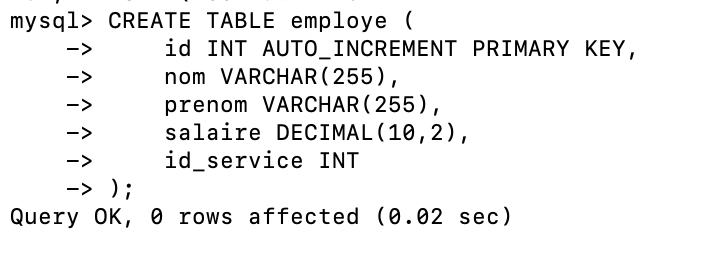 mysql> CREATE TABLE employe (
    ->     id INT AUTO_INCREMENT PRIMARY KEY,
    ->     nom VARCHAR(255),
    ->     prenom VARCHAR(255),
    ->     salaire DECIMAL(10,2),
    ->     id_service INT
    -> );
Query OK, 0 rows affected (0.02 sec)